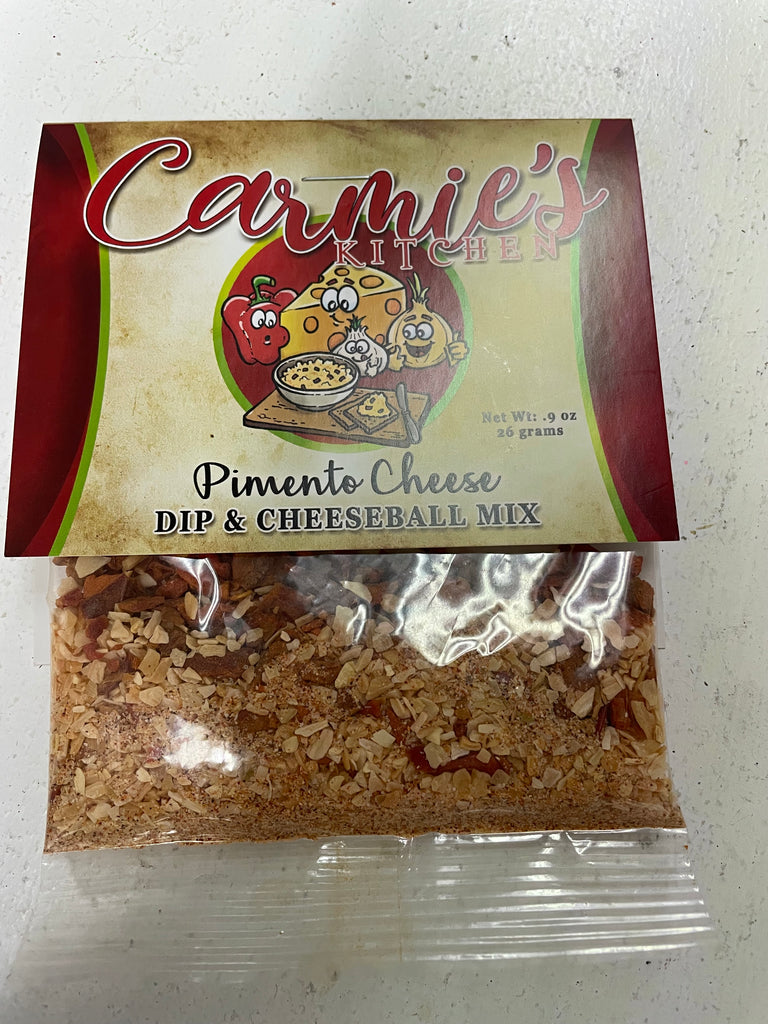 Carmie's
KITCHEN
Net Wt: .9 oz
26 grams
Pimento Cheese
DIP & CHEESEBALL MIX